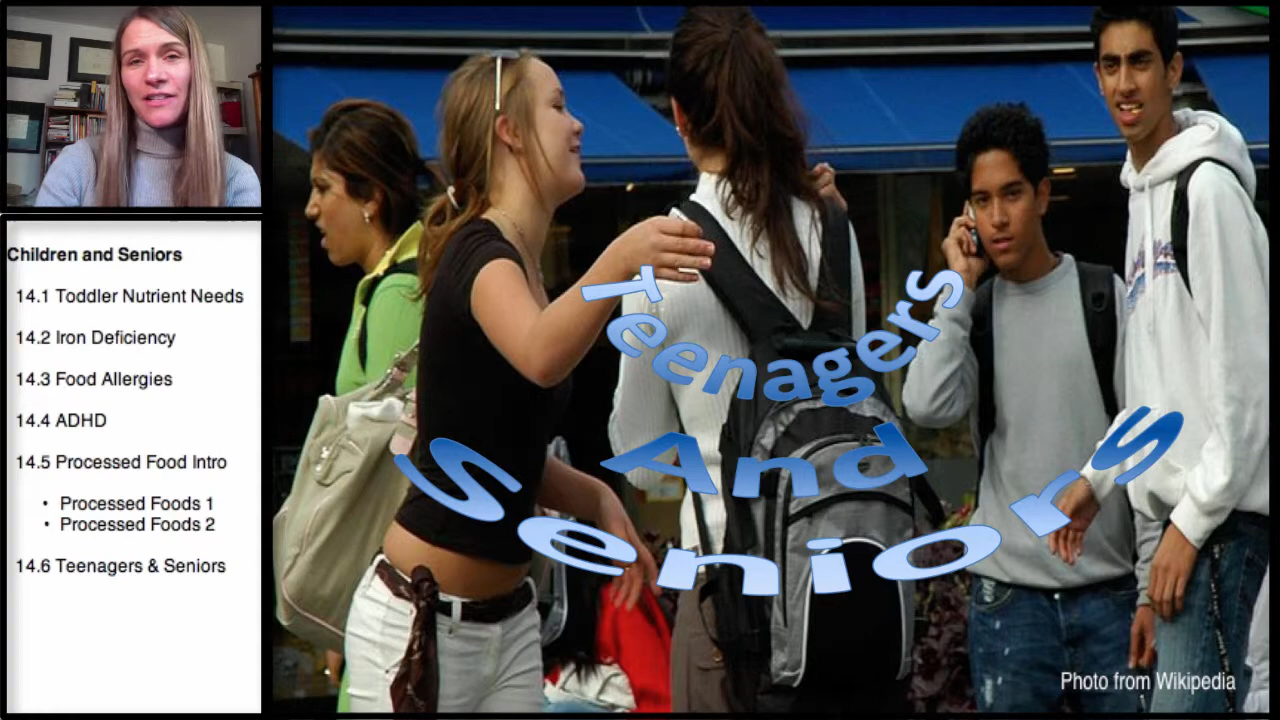 Children and Seniors
14.1 Toddler Nutrient Needs
14.2 Iron Deficiency
14.3 Food Allergies
14.4 ADHD
14.5 Processed Food Intro
• Processed Foods 1
• Processed Foods 2
14.6 Teenagers & Seniors
Teenagers
And
Seniors
Photo from Wikipedia